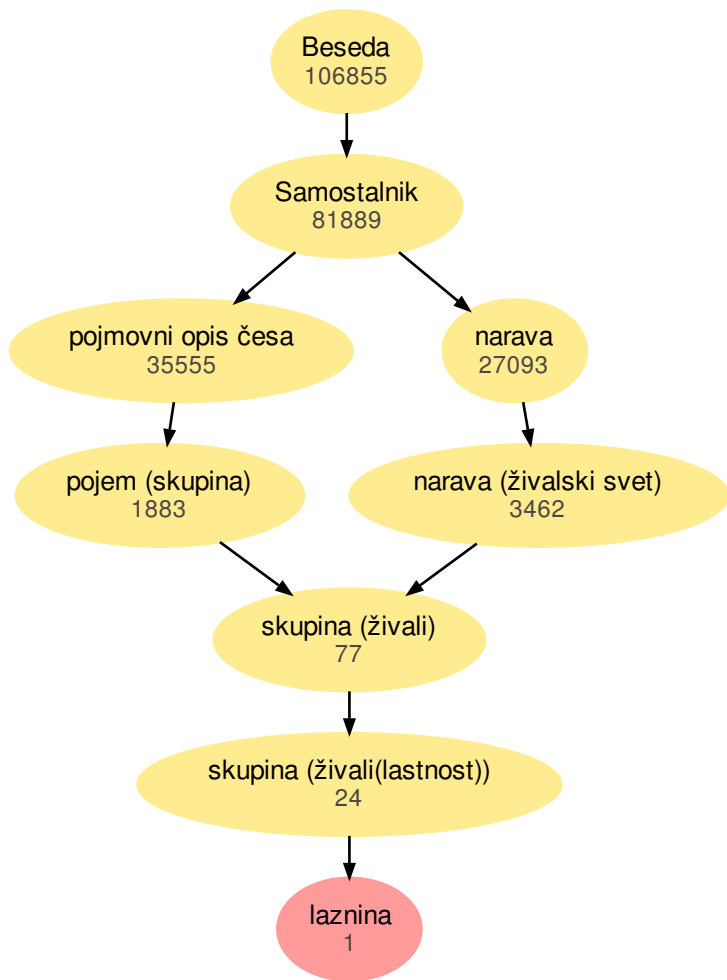 Beseda
106855
Samostalnik
81889
pojmovni opis česa
35555
narava
27093
pojem (skupina)
1883
narava (živalski svet)
3462
skupina (živali)
77
skupina (živali(lastnost))
24
laznina
1